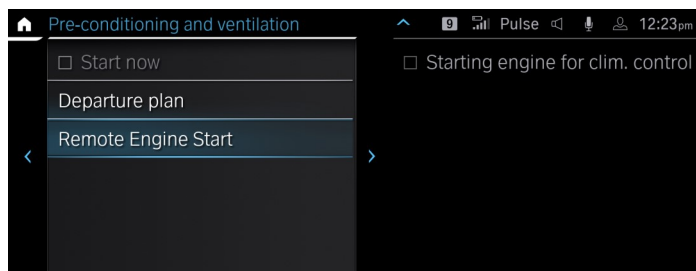 Pre-conditioning and ventilation
9 Pulse 12:23pm
Start now
Starting engine for clim. control
Departure plan
Remote Engine Start